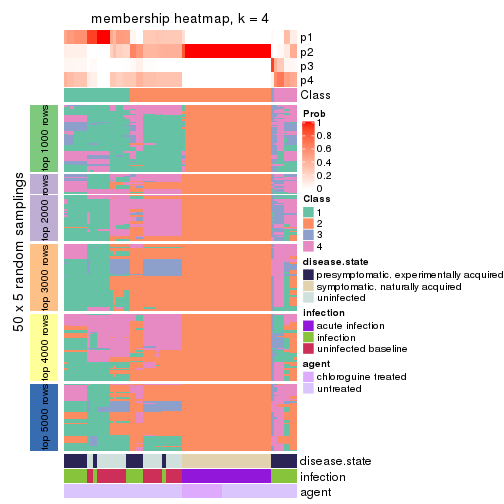 membership heatmap, k = 4
p1
p2
p3
p4
Class
50 x 5 random samplings
top 1000 rows
top 2000 rows
top 3000 rows
top 4000 rows
top 5000 rows
disease.state
infection
agent
Prob
1
0.8
0.6
0.4
0.2
0
Class
1
2
3
4
disease.state
presymptomatic. experimentally acquired
symptomatic. naturally acquired
uninfected
infection
acute infection
infection
uninfected baseline
agent
chloroguine treated
untreated